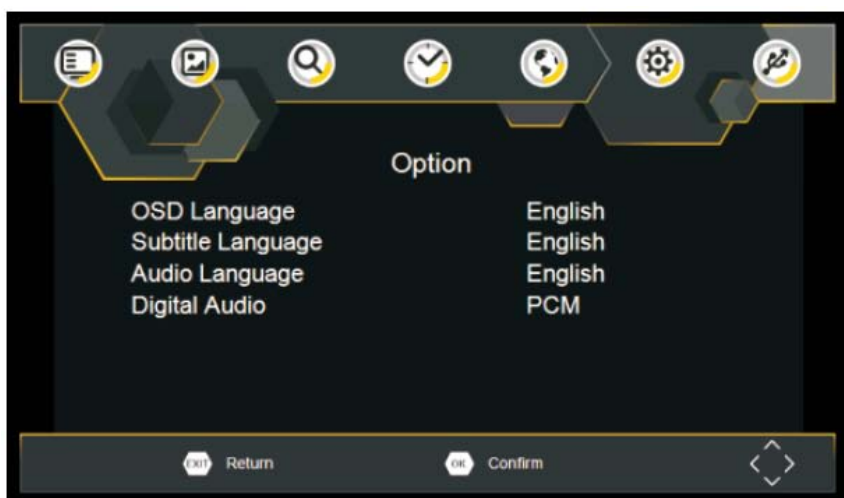 Option
OSD Language English
Subtitle Language English
Audio Language English
Digital Audio PCM
EXIT Return OK Confirm